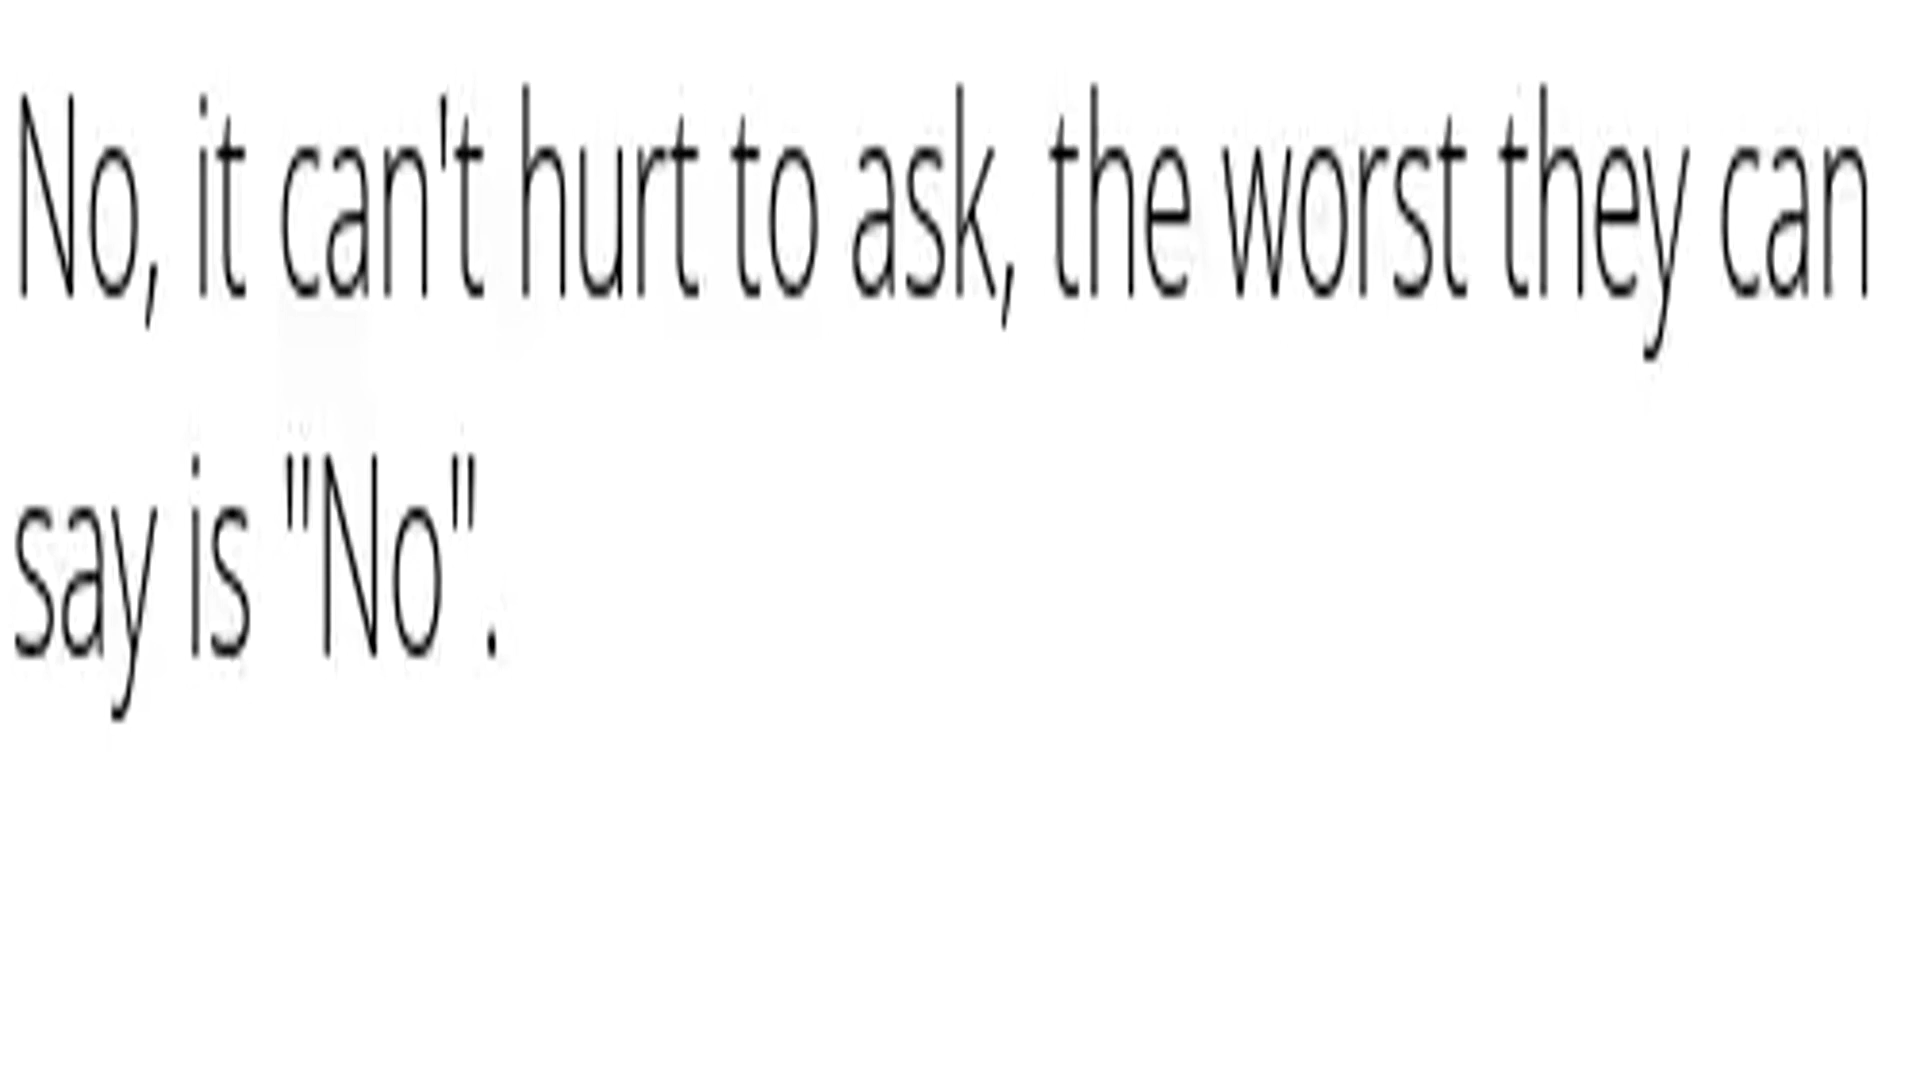 No, it can't hurt to ask, the worst they can
say is "No".